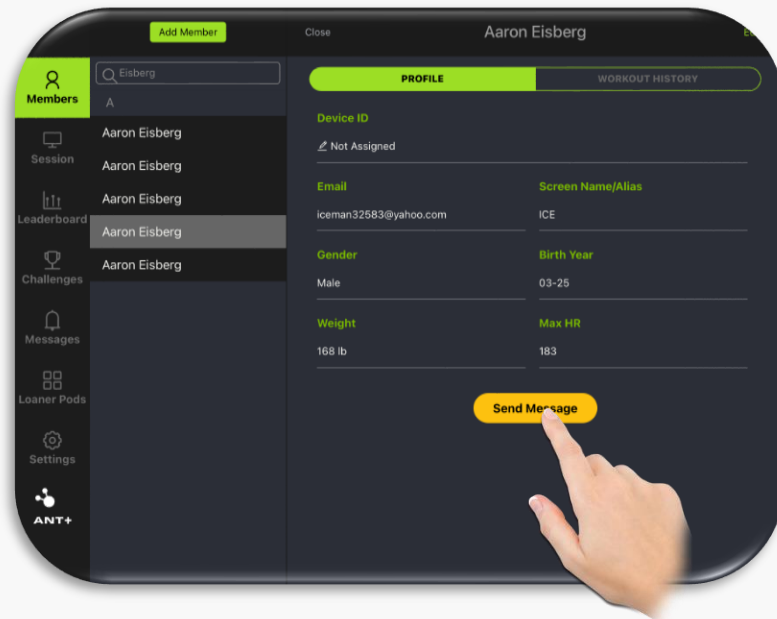 Add Member
Close
Aaron Eisberg
Members
Session
Leaderboard
Challenges
Messages
Loaner Pods
Settings
ANT+
Eisberg
A
Aaron Eisberg
Aaron Eisberg
Aaron Eisberg
Aaron Eisberg
Aaron Eisberg
PROFILE
WORKOUT HISTORY
Device ID
Not Assigned
Email
Screen Name/Alias
iceman32583@yahoo.com
ICE
Gender
Birth Year
Male
03-25
Weight
Max HR
168 lb
183
Send Message